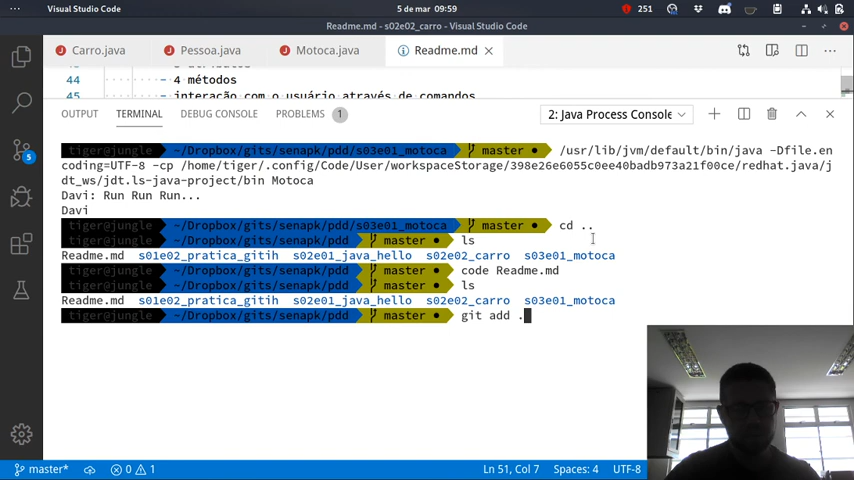 Visual Studio Code 5 de mar 09:59 251
Readme.md - s02e02_carro - Visual Studio Code
Carro.java Pessoa.java Motoca.java Readme.md
44 - 4 métodos
45 - interação com o usuário através de comandos
OUTPUT TERMINAL DEBUG CONSOLE PROBLEMS 1 2: Java Process Console
tiger@jungle ~/Dropbox/gits/senapk/pdd/s03e01_motoca master ● /usr/lib/jvm/default/bin/java -Dfile.en
coding=UTF-8 -cp /home/tiger/.config/Code/User/workspaceStorage/398e26e6055c0ee40badb973a21f00ce/redhat.java/j
dt_ws/jdt.ls-java-project/bin Motoca
Davi: Run Run Run...
Davi
tiger@jungle ~/Dropbox/gits/senapk/pdd/s03e01_motoca master ● cd ..
tiger@jungle ~/Dropbox/gits/senapk/pdd master ● ls
Readme.md s01e02_pratica_gitih s02e01_java_hello s02e02_carro s03e01_motoca
tiger@jungle ~/Dropbox/gits/senapk/pdd master ● code Readme.md
tiger@jungle ~/Dropbox/gits/senapk/pdd master ● ls
Readme.md s01e02_pratica_gitih s02e01_java_hello s02e02_carro s03e01_motoca
tiger@jungle ~/Dropbox/gits/senapk/pdd master ● git add .
5
master* 0 1 Ln 51, Col 7 Spaces: 4 UTF-8